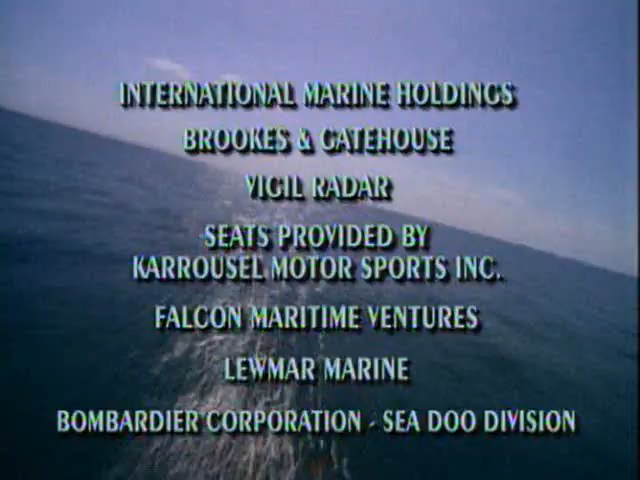 INTERNATIONAL MARINE HOLDINGS
BROOKES & GATEHOUSE
VIGIL RADAR
SEATS PROVIDED BY
KARROUSEL MOTOR SPORTS INC.
FALCON MARITIME VENTURES
LEWMAR MARINE
BOMBARDIER CORPORATION - SEA DOO DIVISION